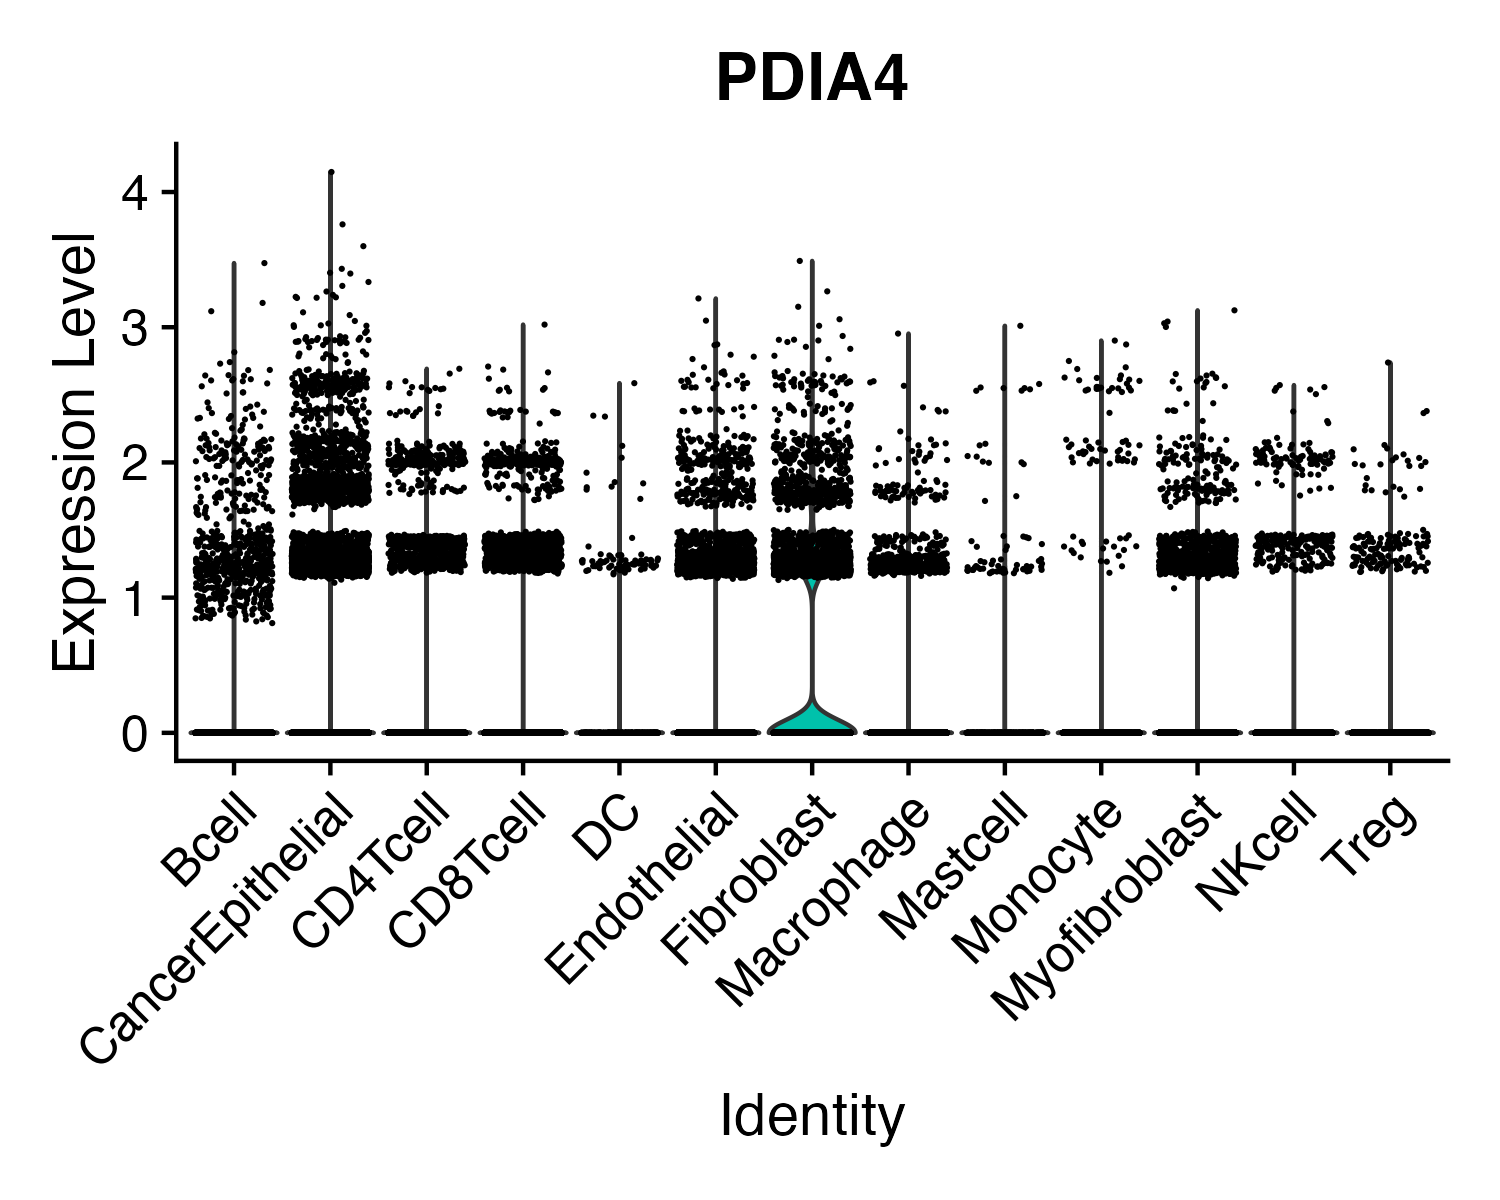 PDIA4
Expression Level
4
3
2
1
0
Bcell
CancerEpithelial
CD4Tcell
CD8Tcell
DC
Endothelial
Fibroblast
Macrophage
Mastcell
Monocyte
Myofibroblast
NKcell
Treg
Identity